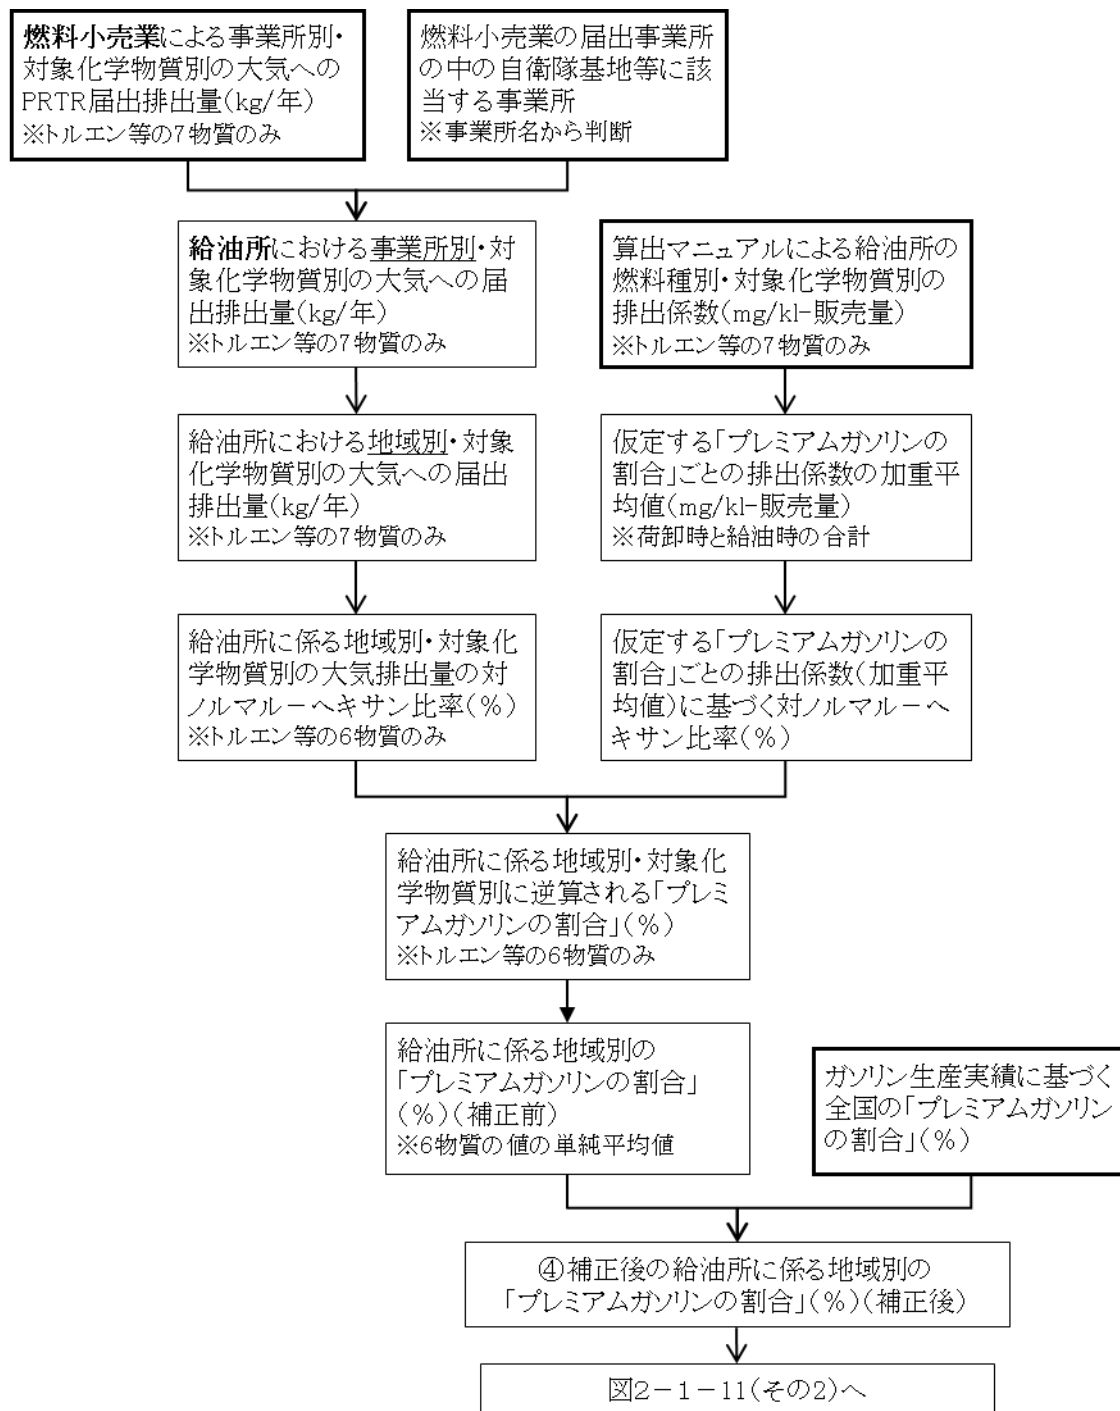 燃料小売業による事業所別・
対象化学物質別の大気への
PRTR届出排出量(kg/年)
※トルエン等の7物質のみ
燃料小売業の届出事業所
の中の自衛隊基地等に該
当する事業所
※事業所名から判断
給油所における事業所別・対
象化学物質別の大気への届
出排出量(kg/年)
※トルエン等の7物質のみ
算出マニュアルによる給油所の
燃料種別・対象化学物質別の
排出係数(mg/kl-販売量)
※トルエン等の7物質のみ
給油所における地域別・対象
化学物質別の大気への届出
排出量(kg/年)
※トルエン等の7物質のみ
仮定する「プレミアムガソリンの
割合」ごとの排出係数の加重平
均値(mg/kl-販売量)
※荷卸時と給油時の合計
給油所に係る地域別・対象化
学物質別の大気排出量の対
ノルマル-ヘキサン比率(%)
※トルエン等の6物質のみ
仮定する「プレミアムガソリンの
割合」ごとの排出係数(加重平
均値)に基づく対ノルマル-ヘ
キサン比率(%)
給油所に係る地域別・対象化
学物質別に逆算される「プレミ
アムガソリンの割合」(%)
※トルエン等の6物質のみ
給油所に係る地域別の
「プレミアムガソリンの割合」
(%)(補正前)
※6物質の値の単純平均値
ガソリン生産実績に基づく
全国の「プレミアムガソリン
の割合」(%)
④補正後の給油所に係る地域別の
「プレミアムガソリンの割合」(%)(補正後)
図2-1-11(その2)へ